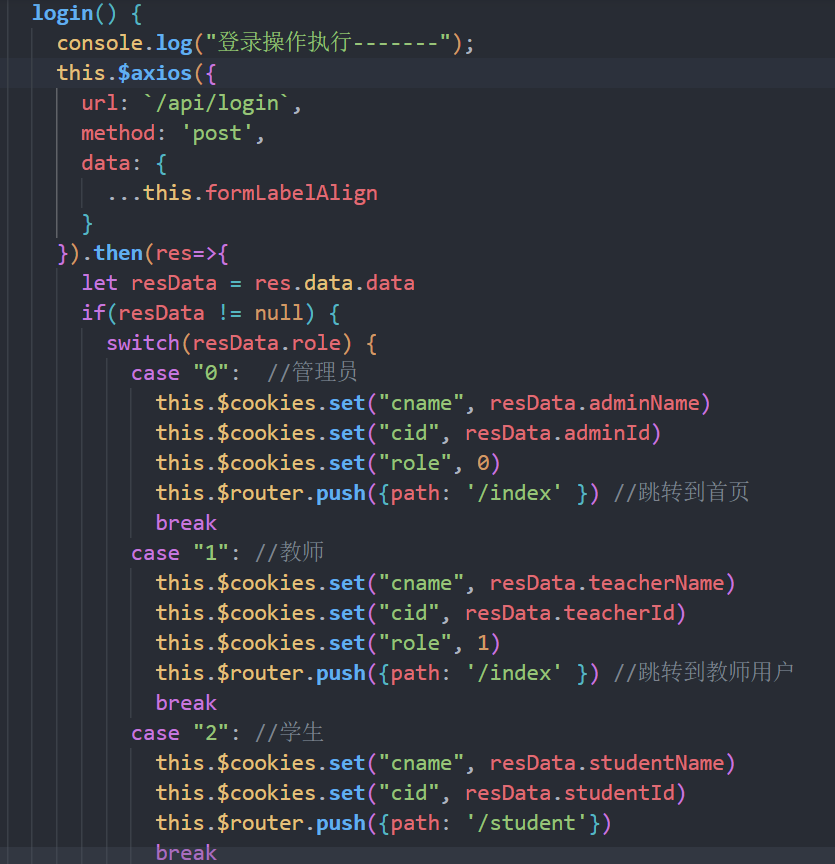 login() {
console.log("登录操作执行-------");
this.$axios({
url: `/api/login`,
method: 'post',
data: {
...this.formLabelAlign
}
}).then(res=>{
let resData = res.data.data
if(resData != null) {
switch(resData.role) {
case "0":  //管理员
this.$cookies.set("cname", resData.adminName)
this.$cookies.set("cid", resData.adminId)
this.$cookies.set("role", 0)
this.$router.push({path: '/index' }) //跳转到首页
break
case "1": //教师
this.$cookies.set("cname", resData.teacherName)
this.$cookies.set("cid", resData.teacherId)
this.$cookies.set("role", 1)
this.$router.push({path: '/index' }) //跳转到教师用户
break
case "2": //学生
this.$cookies.set("cname", resData.studentName)
this.$cookies.set("cid", resData.studentId)
this.$router.push({path: '/student'})
break